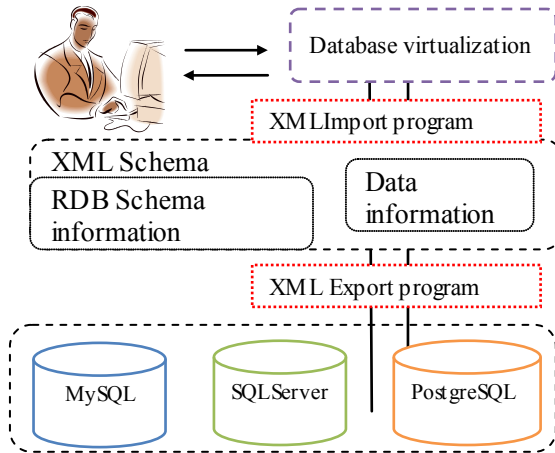 Database virtualization
XMLImport program
XML Schema
RDB Schema
information
Data
information
XML Export program
MySQL
SQLServer
PostgreSQL